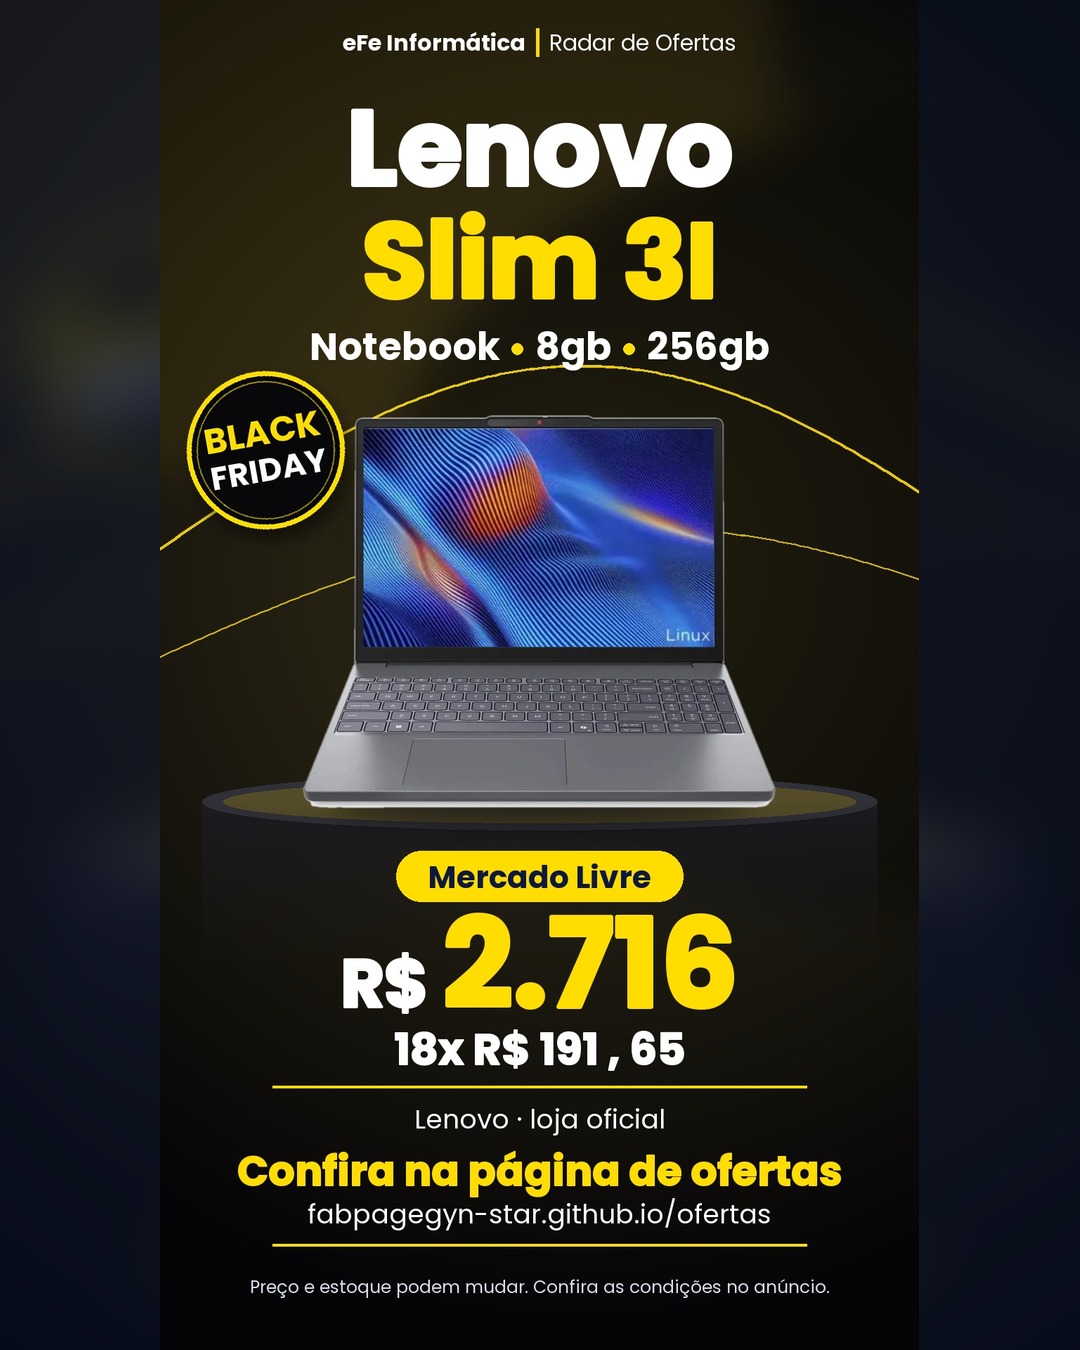 eFe Informática | Radar de Ofertas
Lenovo
Slim 3I
Notebook • 8gb • 256gb
BLACK
FRIDAY
Linux
Mercado Livre
R$ 2.716
18x R$ 191 , 65
Lenovo · loja oficial
Confira na página de ofertas
fabpagegyn-star.github.io/ofertas
Preço e estoque podem mudar. Confira as condições no anúncio.